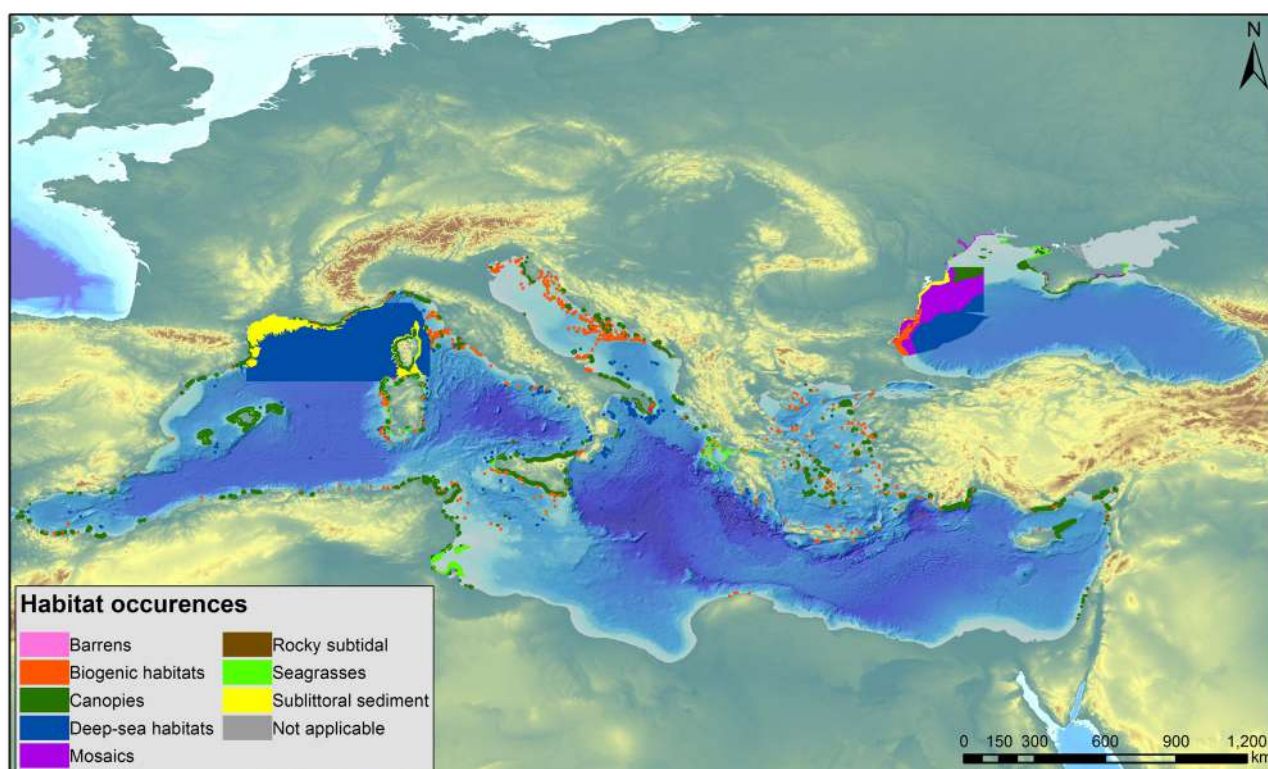 N
Habitat occurences
Barrens
Rocky subtidal
Biogenic habitats
Seagrasses
Canopies
Sublittoral sediment
Deep-sea habitats
Not applicable
Mosaics
0 150 300 600 900 1,200
km